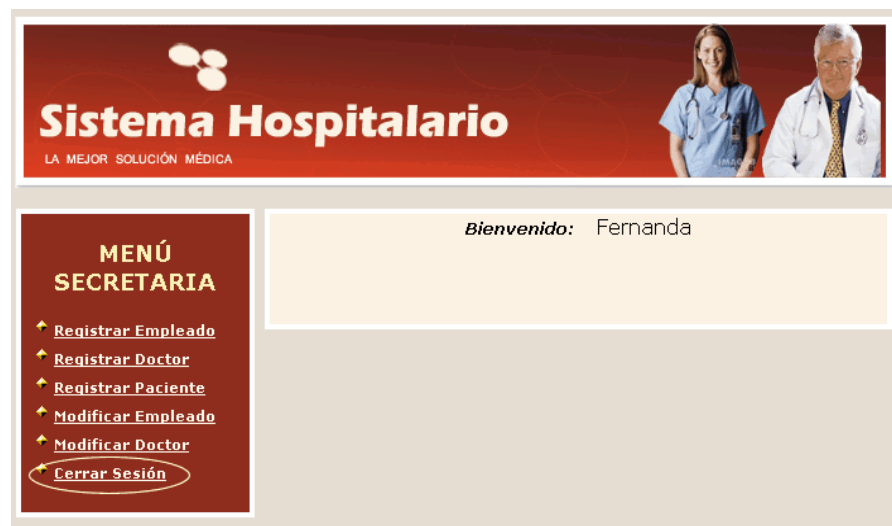 Sistema Hospitalario
LA MEJOR SOLUCIÓN MÉDICA
MENÚ
SECRETARIA
Registrar Empleado
Registrar Doctor
Registrar Paciente
Modificar Empleado
Modificar Doctor
Cerrar Sesión
Bienvenido: Fernanda